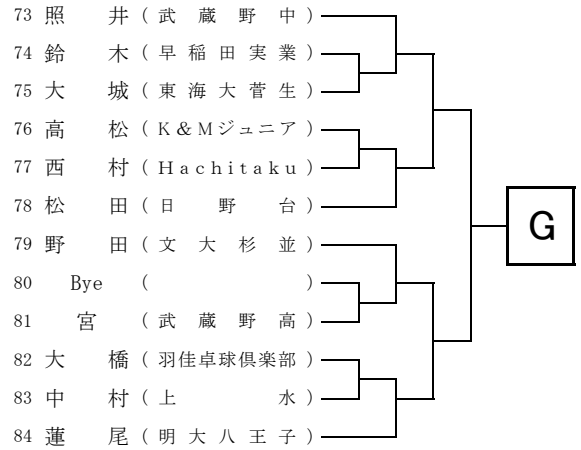 73 照 井 ( 武 蔵 野 中 )
74 鈴 木 ( 早 稲 田 実 業 )
75 大 城 ( 東 海 大 菅 生 )
76 高 松 ( K＆Mジュニア )
77 西 村 ( Hachitaku )
78 松 田 ( 日 野 台 )
79 野 田 ( 文 大 杉 並 )
80 Bye ( )
81 宮 ( 武 蔵 野 高 )
82 大 橋 ( 羽佳卓球倶楽部 )
83 中 村 ( 上 水 )
84 蓮 尾 ( 明 大 八 王 子 )
G